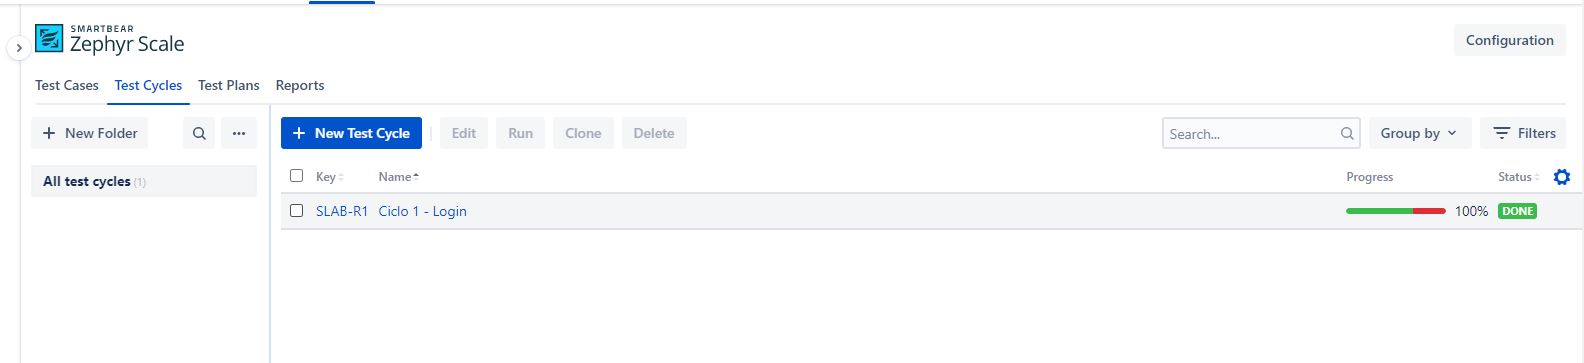 SMARTBEAR
Zephyr Scale
Configuration
Test Cases Test Cycles Test Plans Reports
+ New Folder
...
+ New Test Cycle Edit Run Clone Delete Search... Group by Filters
All test cycles (1)
Key Name Progress Status
SLAB-R1 Ciclo 1 - Login 100% DONE